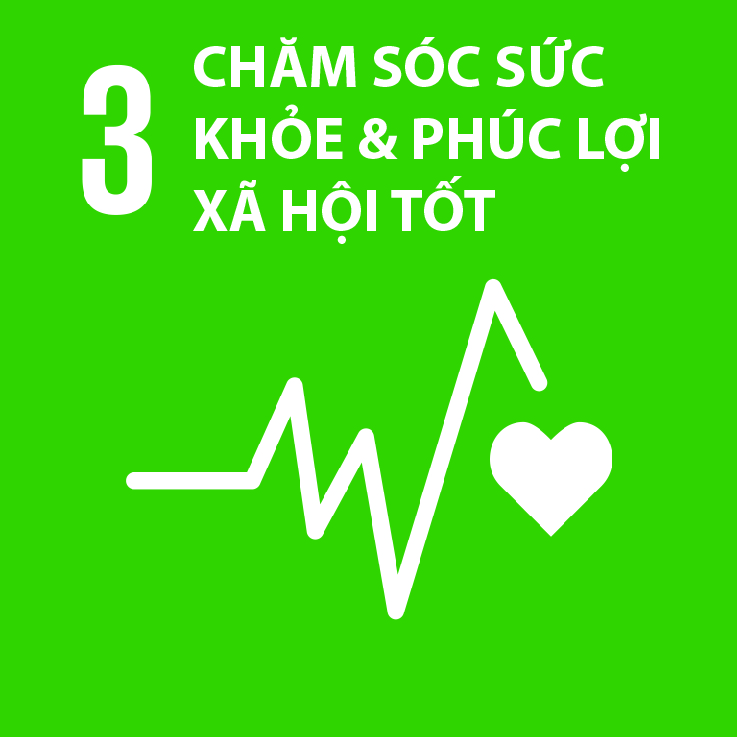 3
CHĂM SÓC SỨC
KHỎE & PHÚC LỢI
XÃ HỘI TỐT